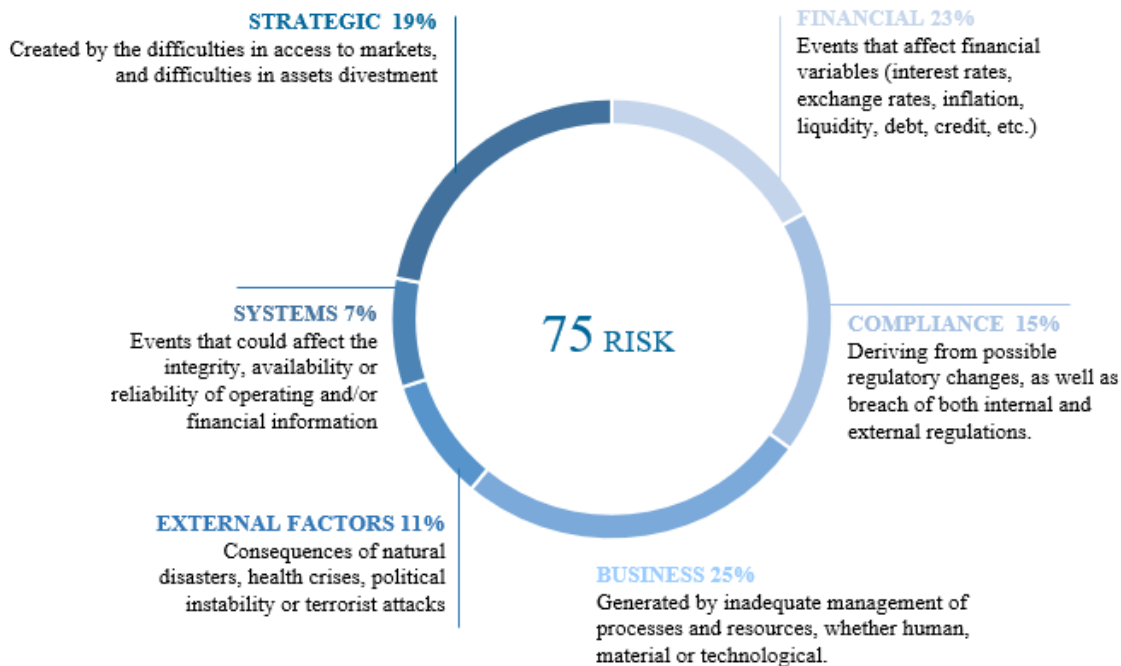 STRATEGIC 19%
Created by the difficulties in access to markets,
and difficulties in assets divestment
FINANCIAL 23%
Events that affect financial
variables (interest rates,
exchange rates, inflation,
liquidity, debt, credit, etc.)
SYSTEMS 7%
Events that could affect the
integrity, availability or
reliability of operating and/or
financial information
75 RISK
COMPLIANCE 15%
Deriving from possible
regulatory changes, as well as
breach of both internal and
external regulations.
EXTERNAL FACTORS 11%
Consequences of natural
disasters, health crises, political
instability or terrorist attacks
BUSINESS 25%
Generated by inadequate management of
processes and resources, whether human,
material or technological.